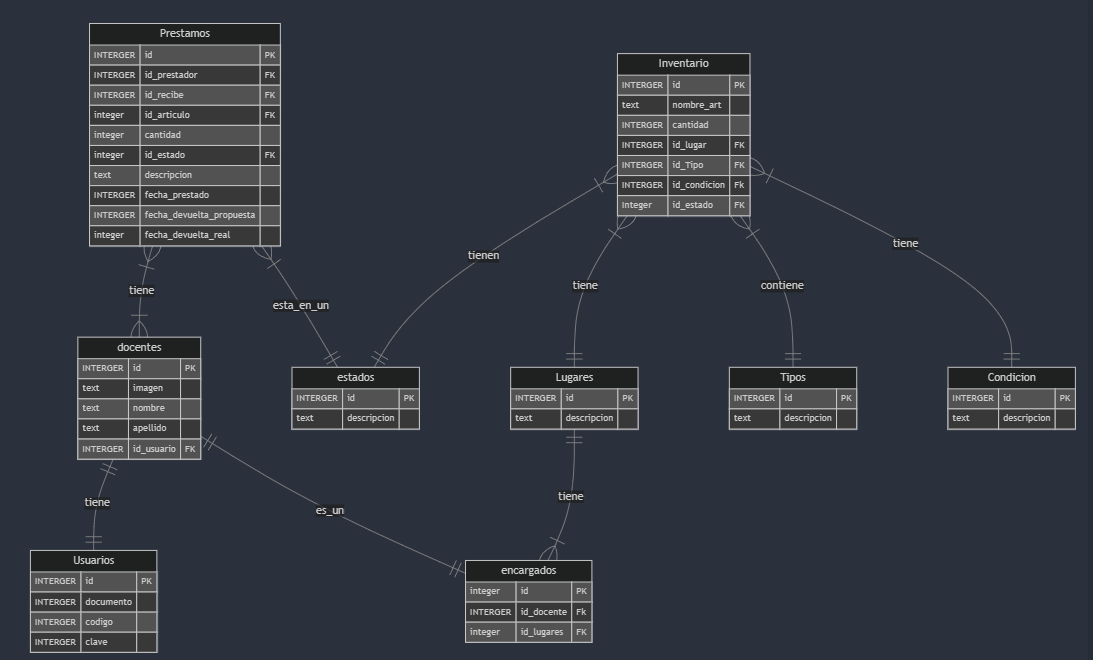 Prestamos
INTERGER id PK
INTERGER id_prestador FK
INTERGER id_recibe FK
integer id_articulo FK
integer cantidad
integer id_estado FK
text descripcion
INTERGER fecha_prestado
INTERGER fecha_devuelta_propuesta
integer fecha_devuelta_real
Inventario
INTERGER id PK
text nombre_art
INTERGER cantidad
INTERGER id_lugar FK
INTERGER id_Tipo FK
INTERGER id_condicion Fk
Integer id_estado FK
tiene
esta_en_un
tienen
tiene
contiene
tiene
docentes
INTERGER id PK
text imagen
text nombre
text apellido
INTERGER id_usuario FK
estados
INTERGER id PK
text descripcion
Lugares
INTERGER id PK
text descripcion
Tipos
INTERGER id PK
text descripcion
Condicion
INTERGER id PK
text descripcion
tiene
es_un
tiene
Usuarios
INTERGER id PK
INTERGER documento
INTERGER codigo
INTERGER clave
encargados
integer id PK
INTERGER id_docente Fk
integer id_lugares FK